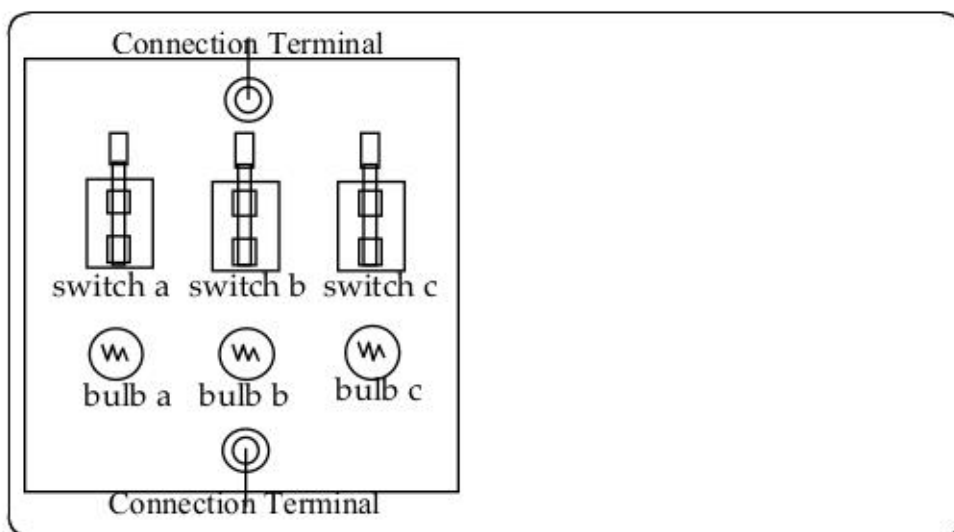 Connection Terminal
switch a switch b switch c
bulb a bulb b bulb c
Connection Terminal